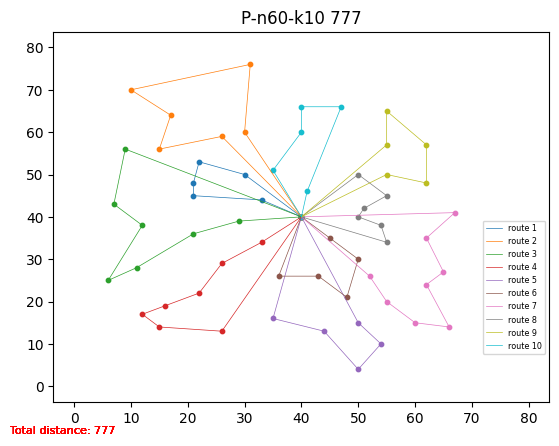 P-n60-k10 777
80
70
60
50
40
30
20
10
0
0 10 20 30 40 50 60 70 80
route 1
route 2
route 3
route 4
route 5
route 6
route 7
route 8
route 9
route 10
Total distance: 777